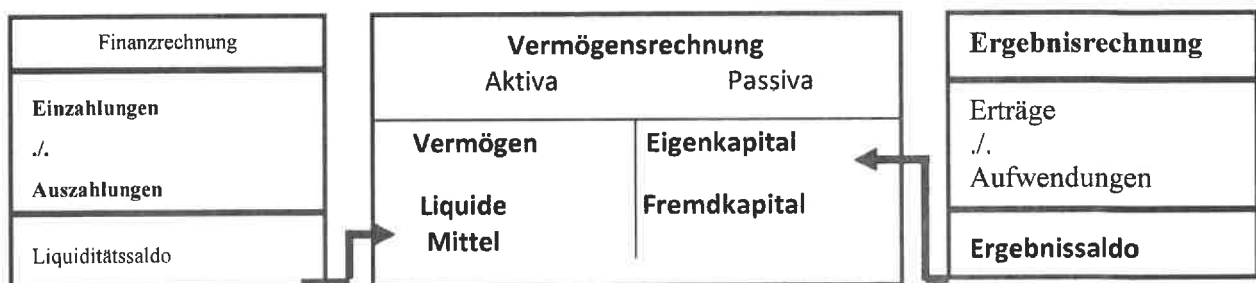 Finanzrechnung
Einzahlungen
./.
Auszahlungen
Liquiditätssaldo
Vermögensrechnung
Aktiva Passiva
Vermögen Eigenkapital
Liquide Fremdkapital
Mittel
Ergebnisrechnung
Erträge
./.
Aufwendungen
Ergebnissaldo